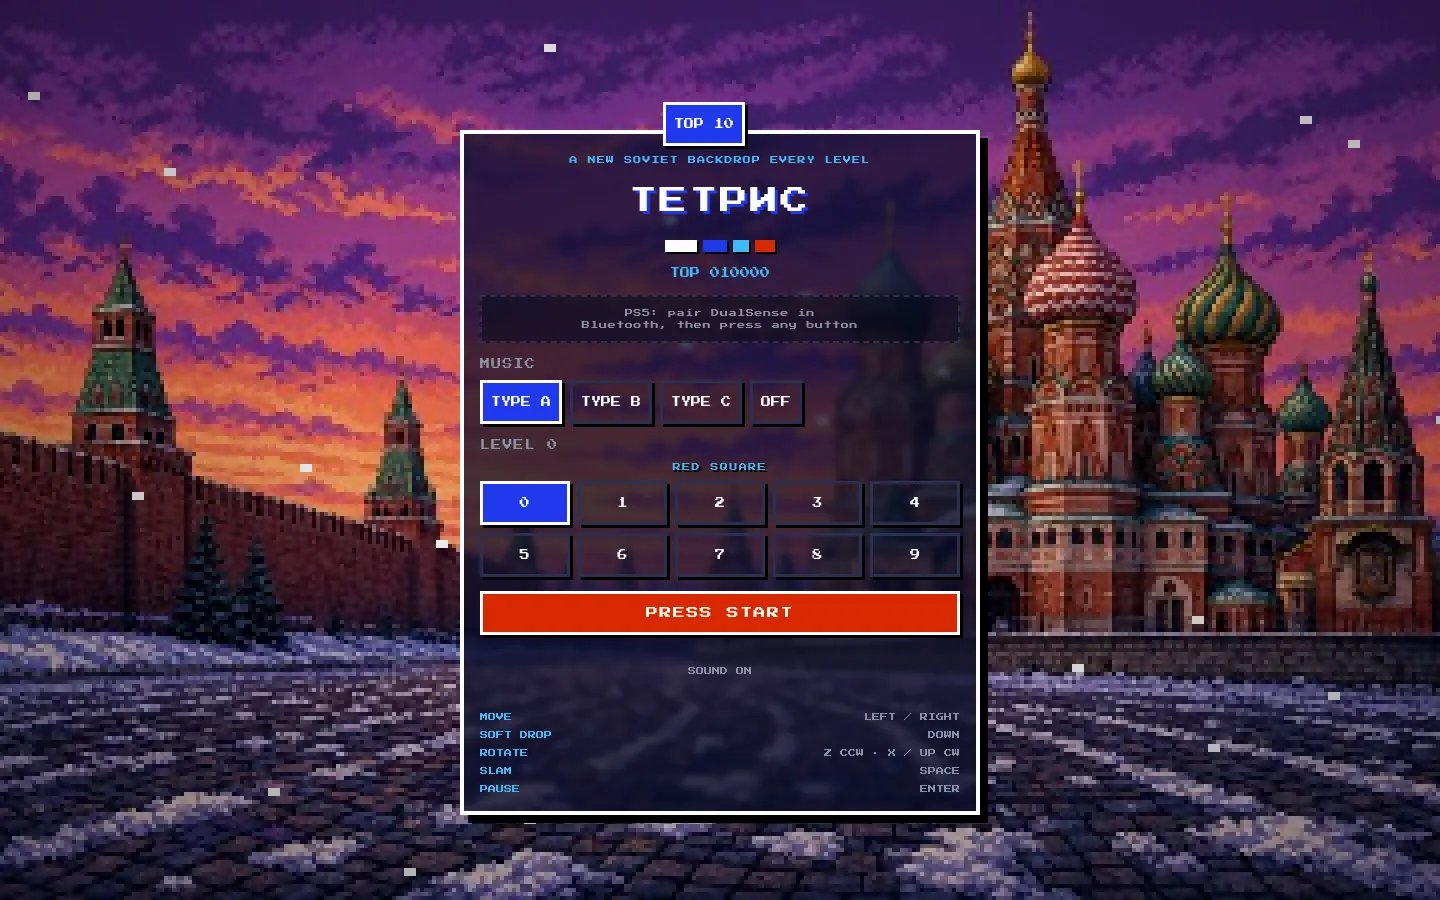 TOP 10
A NEW SOVIET BACKDROP EVERY LEVEL
ТЕТРИС
TOP 010000
PS5: pair DualSense in
Bluetooth, then press any button
MUSIC
TYPE A TYPE B TYPE C OFF
LEVEL 0
RED SQUARE
0 1 2 3 4
5 6 7 8 9
PRESS START
SOUND ON
MOVE LEFT / RIGHT
SOFT DROP DOWN
ROTATE Z CCW · X / UP CW
SLAM SPACE
PAUSE ENTER